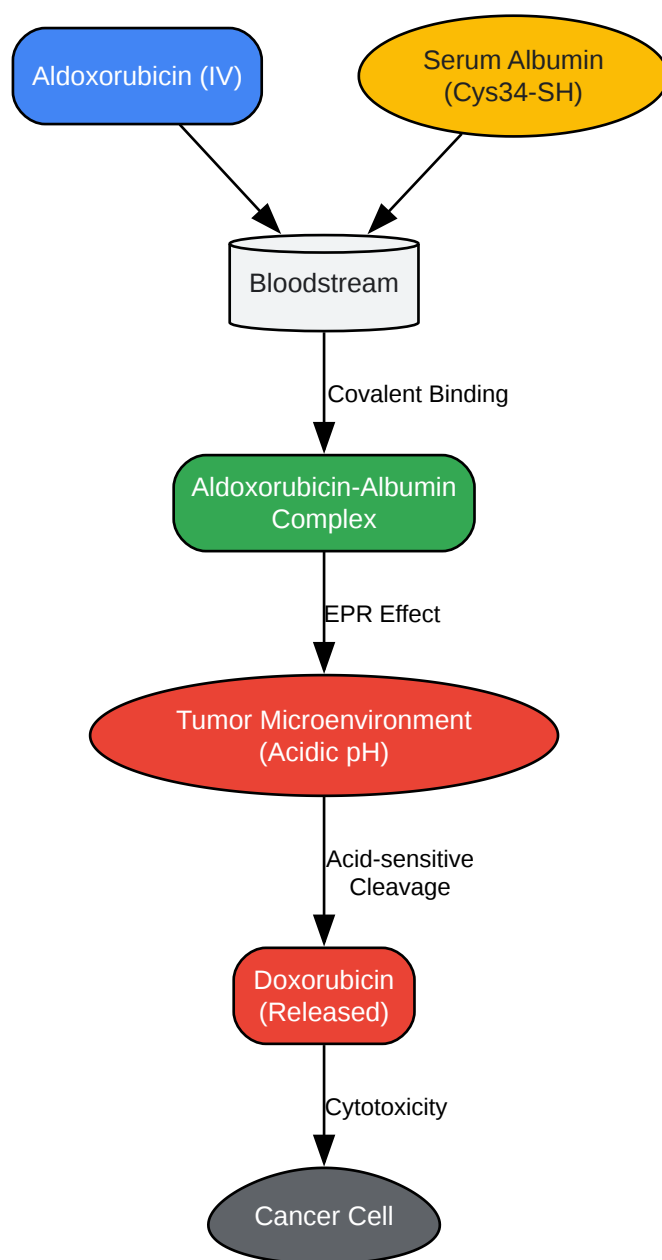 Aldoxorubicin (IV)
Serum Albumin
(Cys34-SH)
Bloodstream
Covalent Binding
Aldoxorubicin-Albumin
Complex
EPR Effect
Tumor Microenvironment
(Acidic pH)
Acid-sensitive
Cleavage
Doxorubicin
(Released)
Cytotoxicity
Cancer Cell